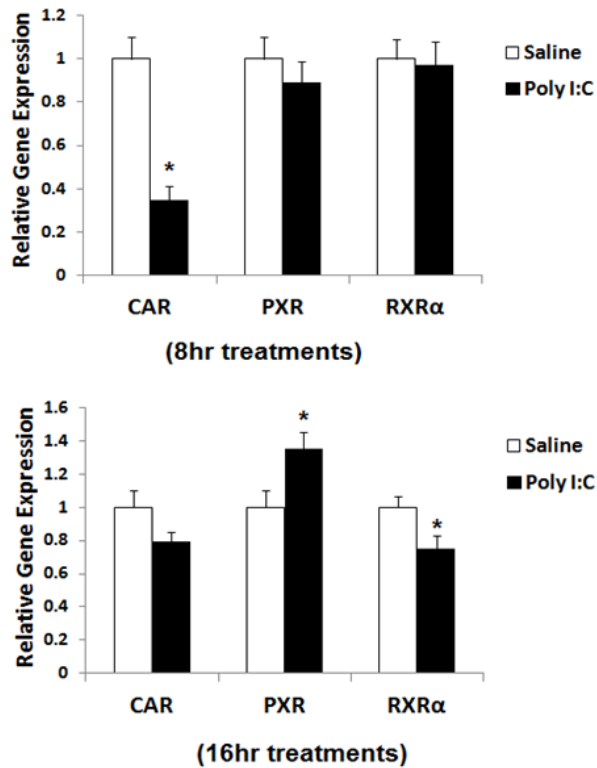 Relative Gene Expression
1.2
1
0.8
0.6
0.4
0.2
0
*
Saline
Poly I:C
CAR PXR RXRα
(8hr treatments)
Relative Gene Expression
1.6
1.4
1.2
1
0.8
0.6
0.4
0.2
0
*
*
Saline
Poly I:C
CAR PXR RXRα
(16hr treatments)